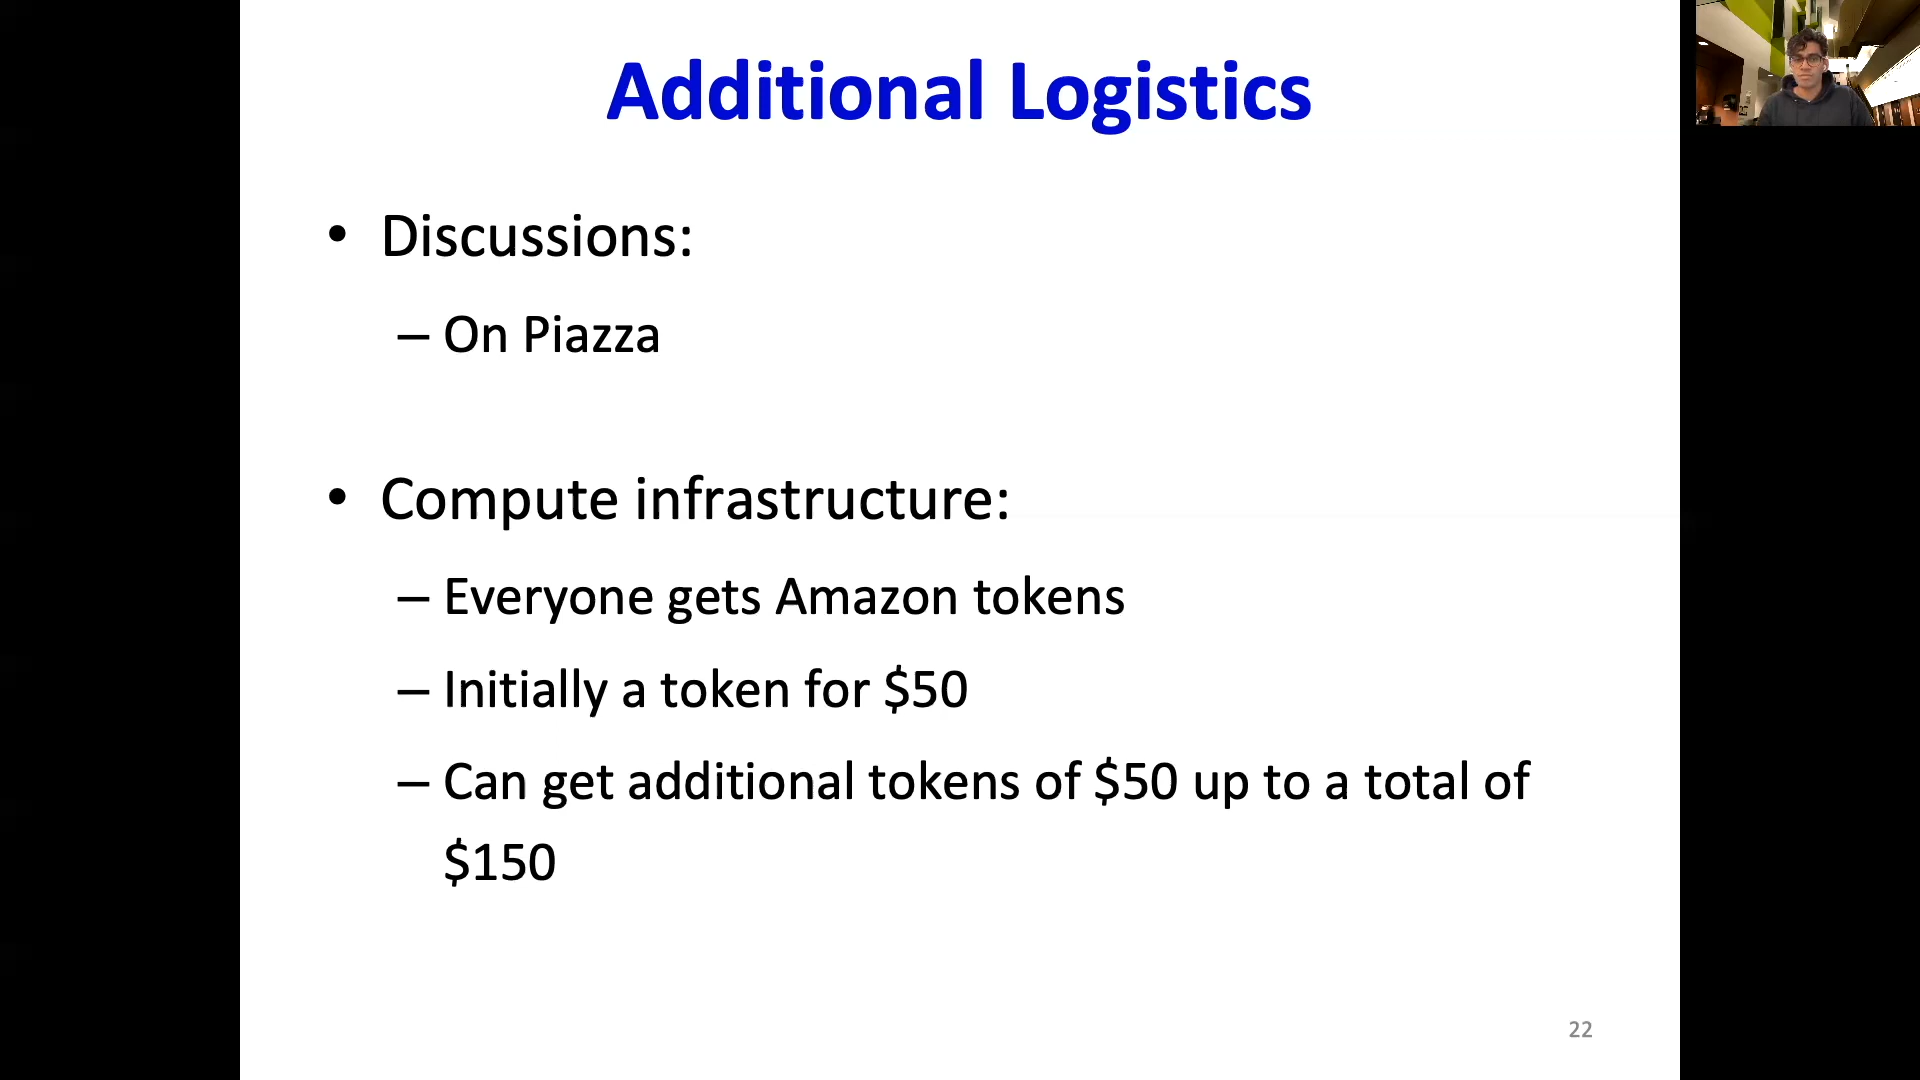 Additional Logistics
• Discussions:
– On Piazza
• Compute infrastructure:
– Everyone gets Amazon tokens
– Initially a token for $50
– Can get additional tokens of $50 up to a total of
$150
22